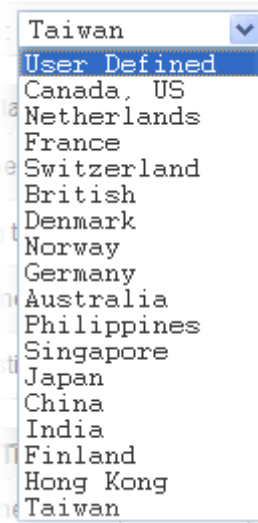 Taiwan
User Defined
Canada, US
Netherlands
France
Switzerland
British
Denmark
Norway
Germany
Australia
Philippines
Singapore
Japan
China
India
Finland
Hong Kong
Taiwan